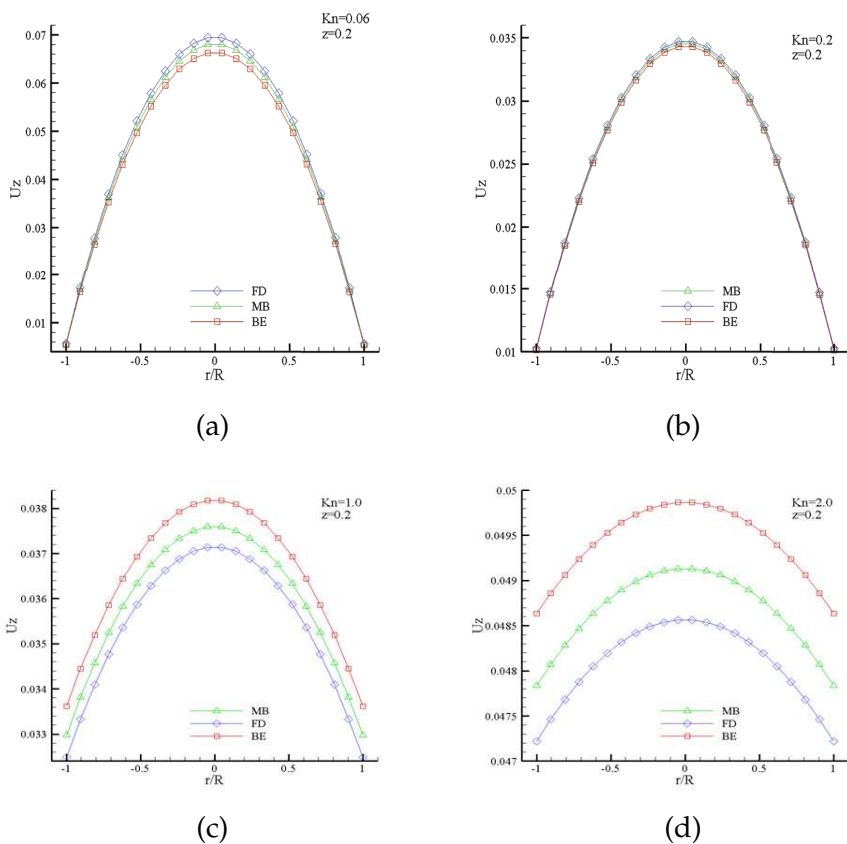 Kn=0.06
z=0.2
0.07
0.06
0.05
0.04
0.03
0.02
0.01
Uz
FD
MB
BE
-1
-0.5
0
0.5
1
r/R
(a)
Kn=0.2
z=0.2
0.035
0.03
0.025
0.02
0.015
0.01
Uz
MB
FD
BE
-1
-0.5
0
0.5
1
r/R
(b)
Kn=1.0
z=0.2
0.038
0.037
0.036
0.035
0.034
0.033
Uz
MB
FD
BE
-1
-0.5
0
0.5
1
r/R
(c)
Kn=2.0
z=0.2
0.05
0.0495
0.049
0.0485
0.048
0.0475
0.047
Uz
MB
FD
BE
-1
-0.5
0
0.5
1
r/R
(d)